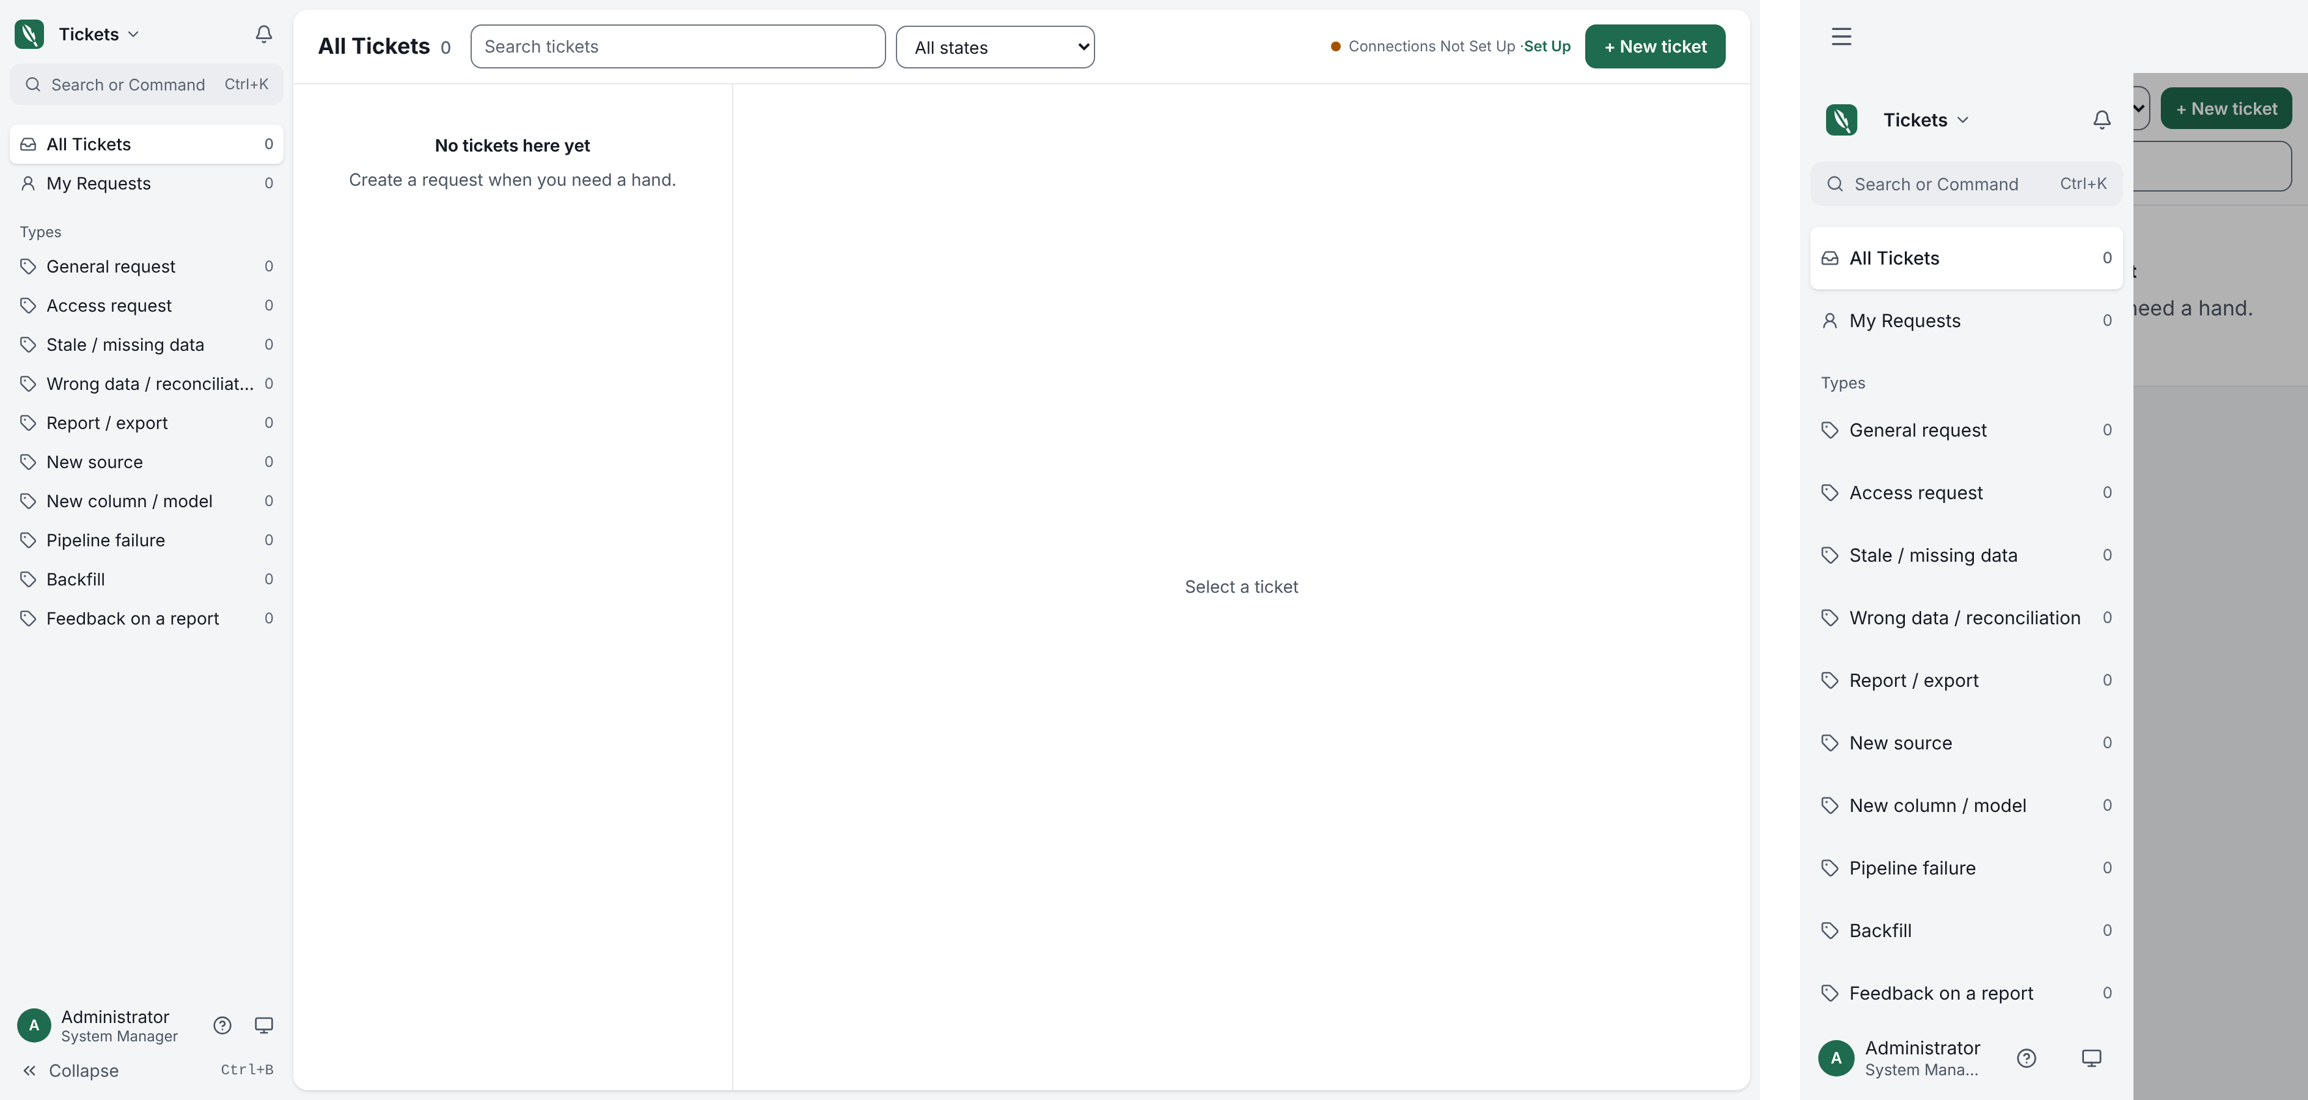 Tickets
Search or Command Ctrl+K
All Tickets 0
My Requests 0
Types
General request 0
Access request 0
Stale / missing data 0
Wrong data / reconciliat... 0
Report / export 0
New source 0
New column / model 0
Pipeline failure 0
Backfill 0
Feedback on a report 0
A
Administrator
System Manager
Collapse Ctrl+B
All Tickets 0
Search tickets
All states
Connections Not Set Up ·Set Up
+ New ticket
No tickets here yet
Create a request when you need a hand.
Select a ticket
Tickets
Search or Command Ctrl+K
All Tickets 0
My Requests 0
Types
General request 0
Access request 0
Stale / missing data 0
Wrong data / reconciliation 0
Report / export 0
New source 0
New column / model 0
Pipeline failure 0
Backfill 0
Feedback on a report 0
A
Administrator
System Mana...
+ New ticket
need a hand.